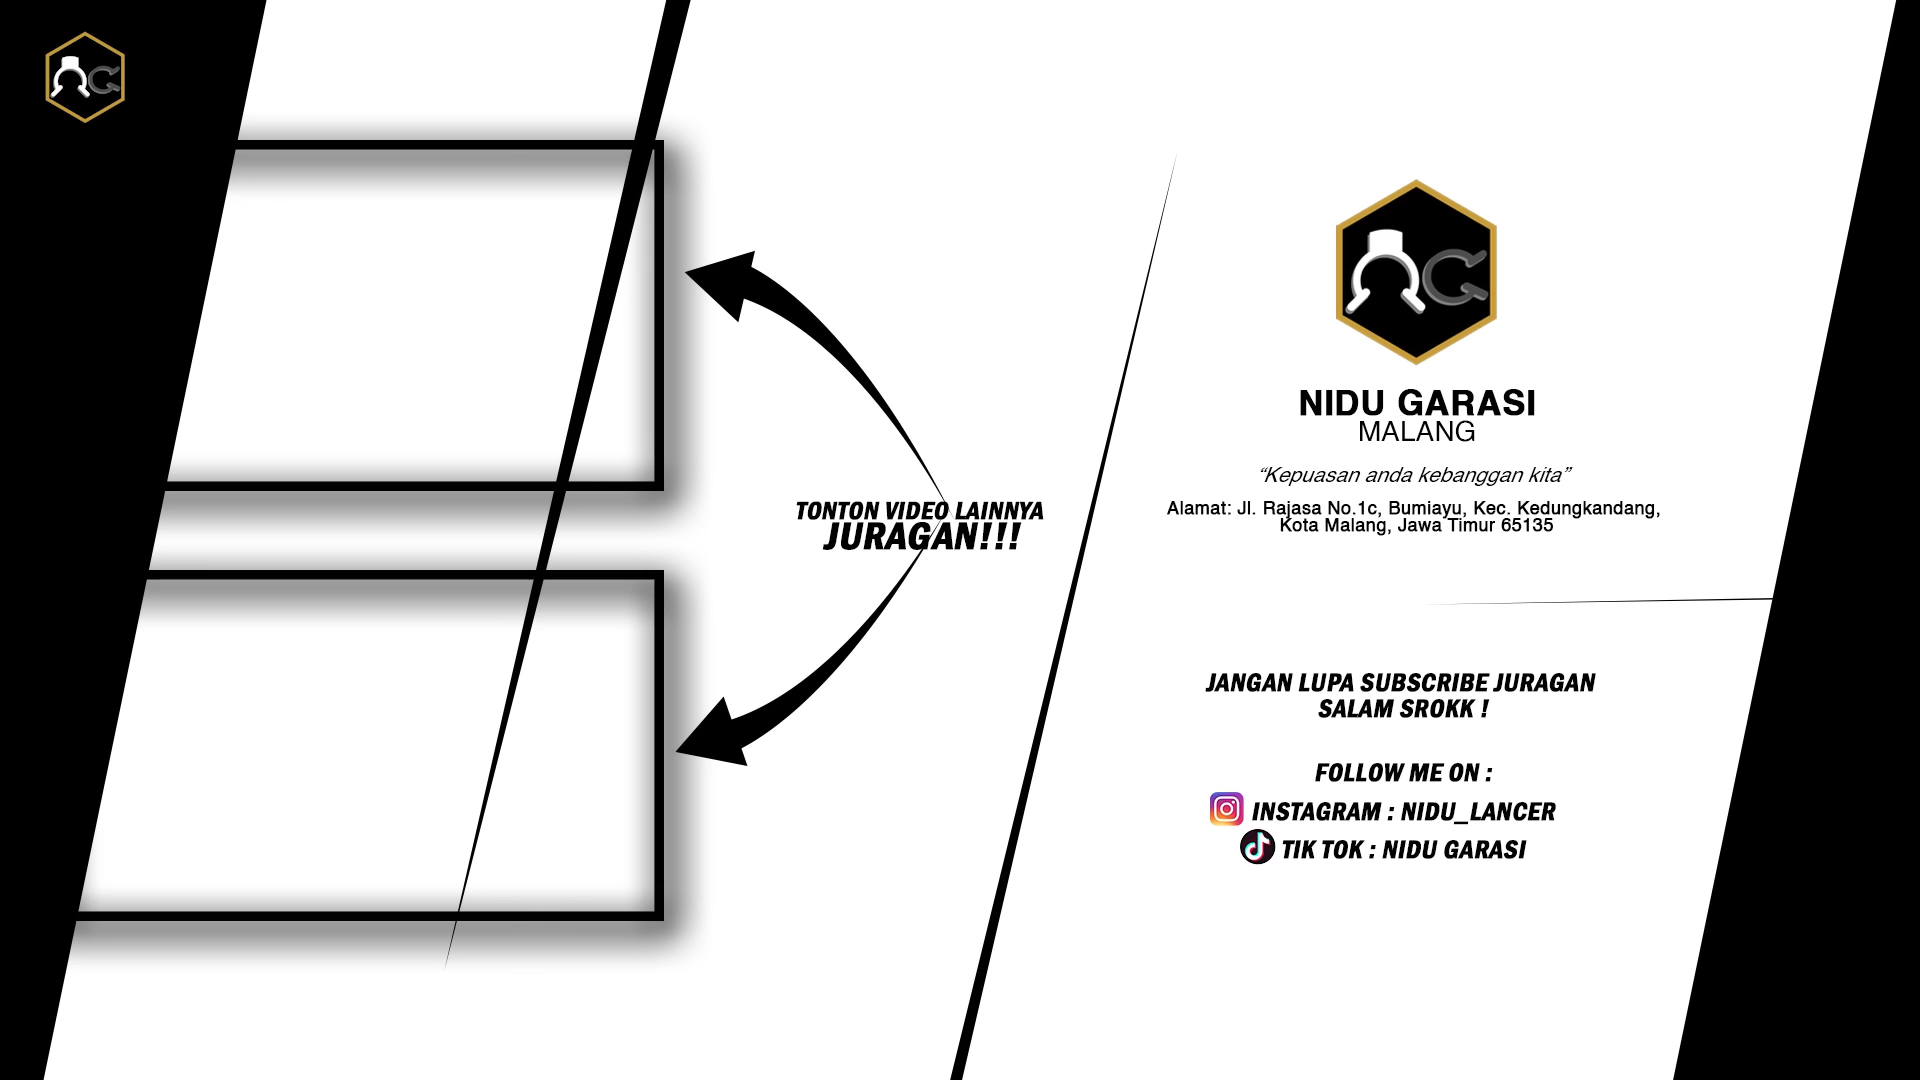 TONTON VIDEO LAINNYA
JURAGAN!!!
NIDU GARASI
MALANG
“Kepuasan anda kebanggan kita”
Alamat: Jl. Rajasa No.1c, Bumiayu, Kec. Kedungkandang,
Kota Malang, Jawa Timur 65135
JANGAN LUPA SUBSCRIBE JURAGAN
SALAM SROKK !
FOLLOW ME ON :
INSTAGRAM : NIDU_LANCER
TIK TOK : NIDU GARASI